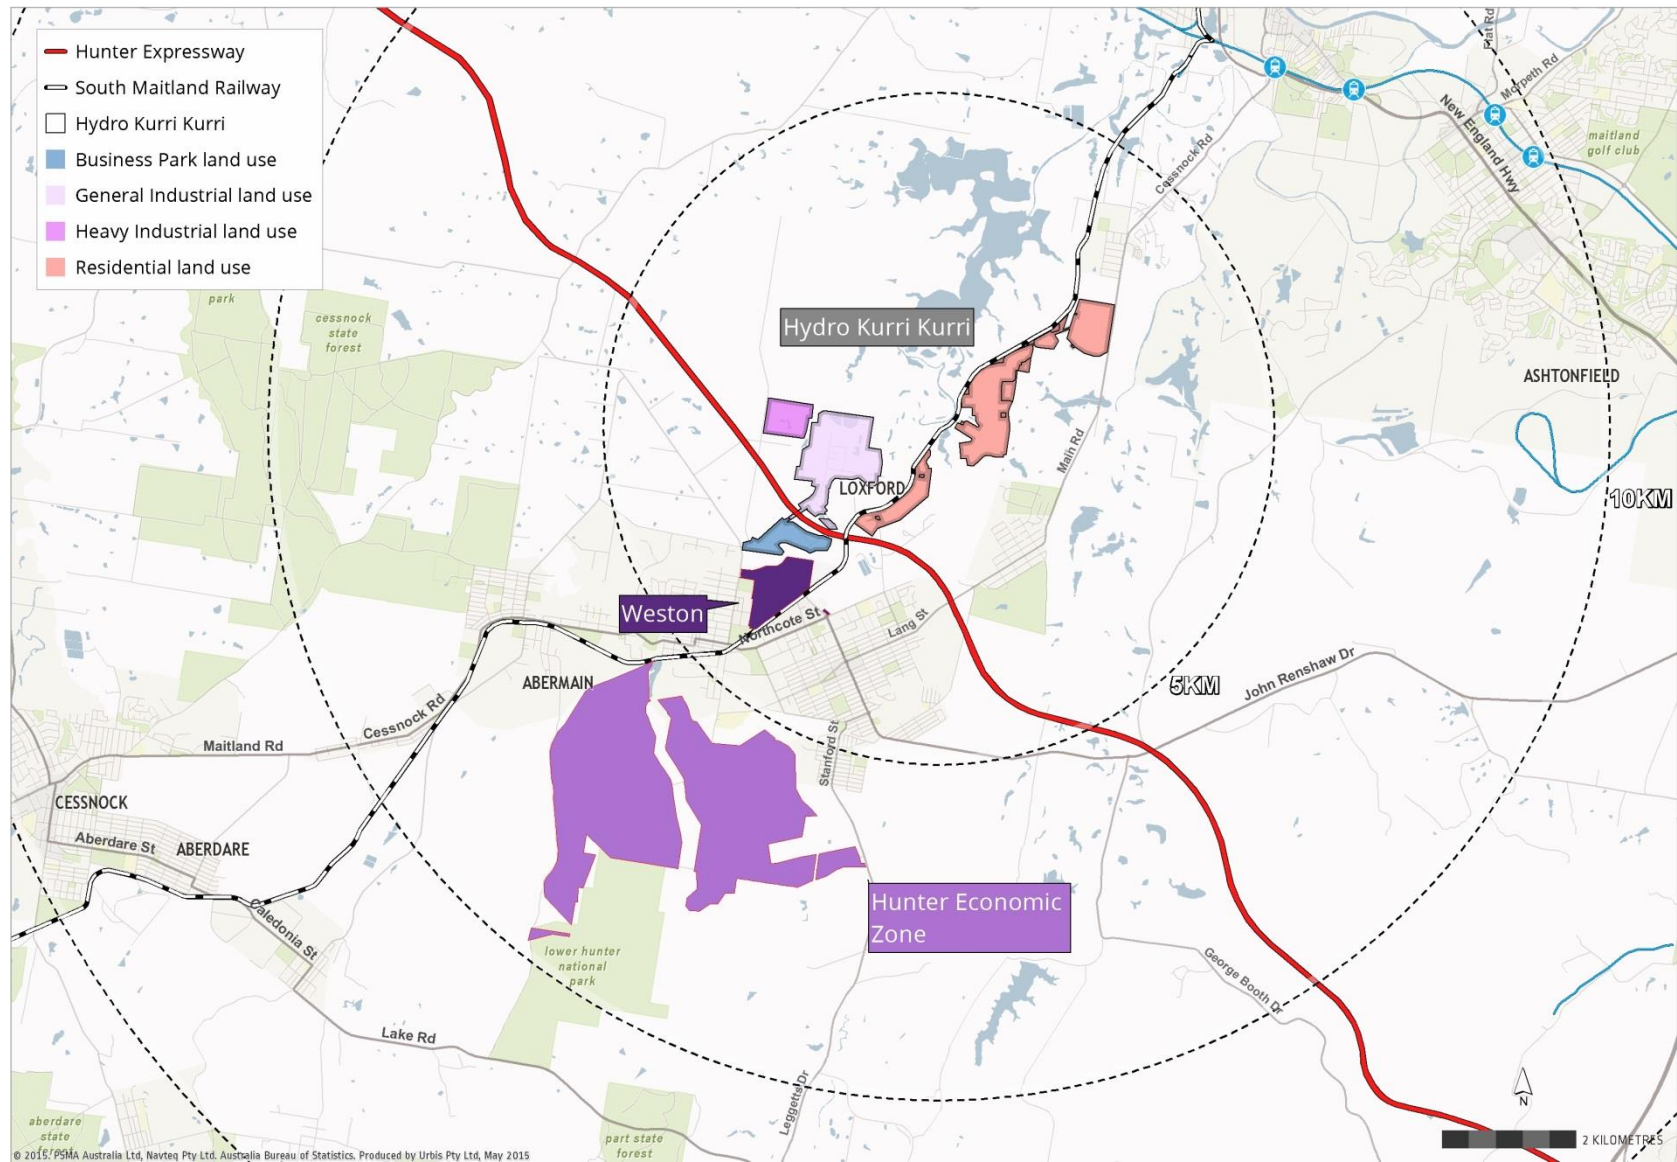 Hunter Expressway
South Maitland Railway
Hydro Kurri Kurri
Business Park land use
General Industrial land use
Heavy Industrial land use
Residential land use
Flat Rd
Morpeth Rd
New England Hwy
maitland
golf club
Cessnock Rd
park
cessnock
state
forest
Hydro Kurri Kurri
ASHTONFIELD
Main Rd
LOXFORD
10KM
Weston
Northcote St
Lang St
ABERMAIN
5KM
John Renshaw Dr
Cessnock Rd
Maitland Rd
Stanford St
CESSNOCK
Aberdare St
ABERDARE
Hunter Economic
Zone
Caledonia St
lower hunter
national
park
George Booth Dr
Lake Rd
Leggetts Dr
N
aberdare
state
forest
part state
forest
2 KILOMETRES
© 2015. PSMA Australia Ltd, Navteq Pty Ltd. Australia Bureau of Statistics. Produced by Urbis Pty Ltd, May 2015